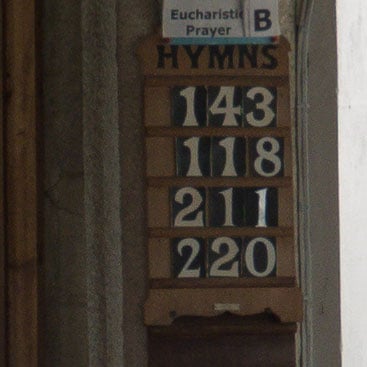 Eucharistic B
Prayer
HYMNS
143
118
211
220